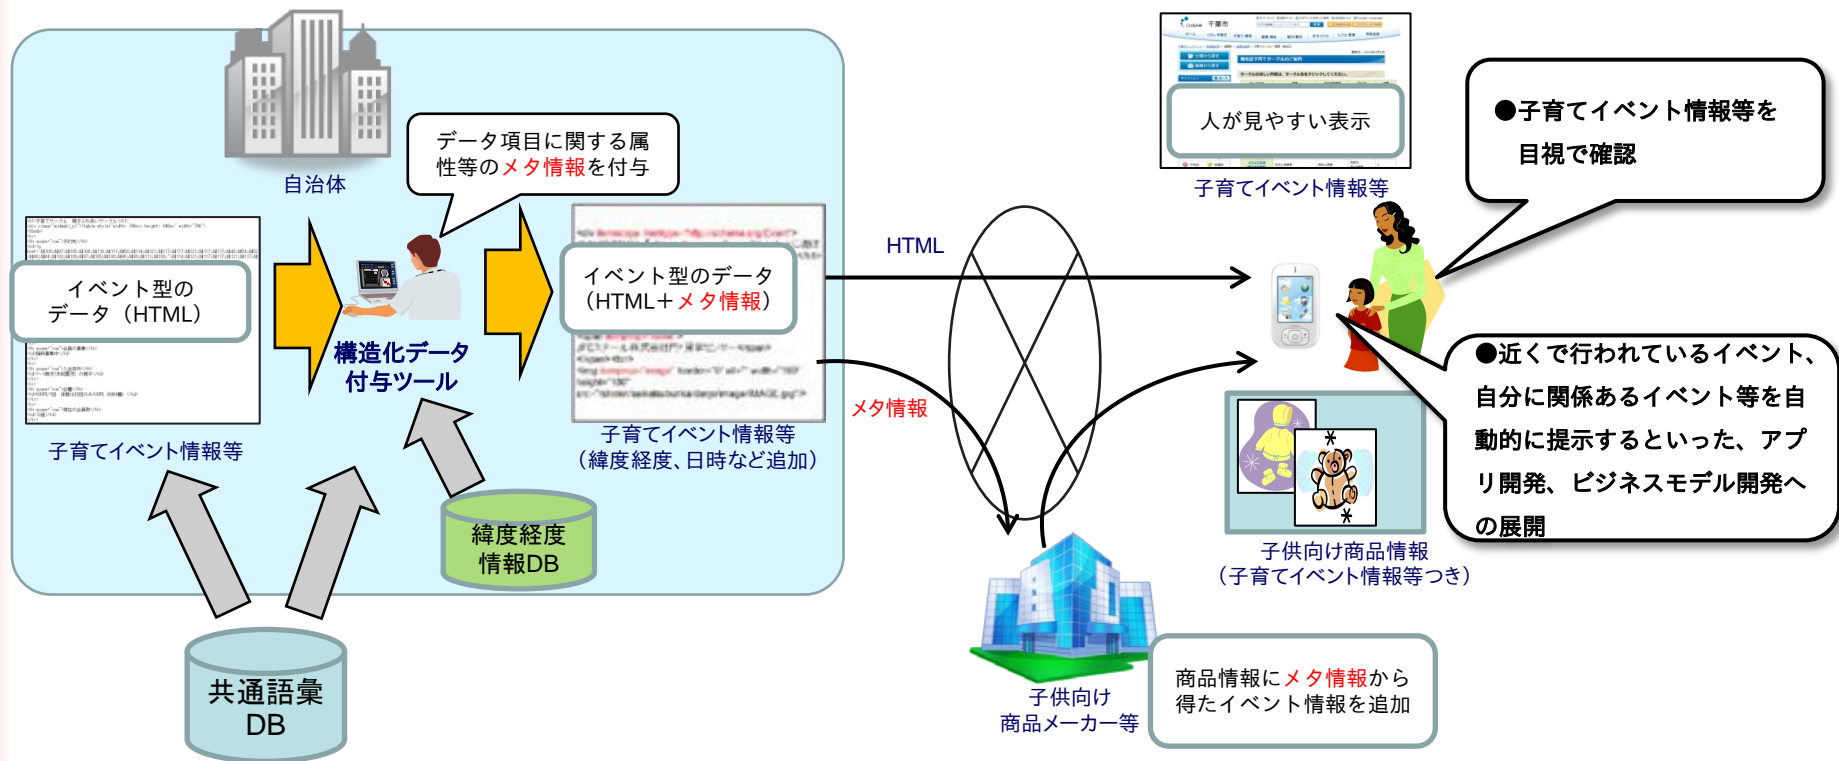 自治体
データ項目に関する属
性等のメタ情報を付与
イベント型の
データ（HTML）
子育てイベント情報等
構造化データ
付与ツール
イベント型のデータ
（HTML＋メタ情報）
子育てイベント情報等
（緯度経度、日時など追加）
緯度経度
情報DB
共通語彙
DB
HTML
メタ情報
千葉市
人が見やすい表示
子育てイベント情報等
●子育てイベント情報等を
目視で確認
●近くで行われているイベント、
自分に関係あるイベント等を自
動的に提示するといった、アプ
リ開発、ビジネスモデル開発へ
の展開
子供向け商品情報
（子育てイベント情報等つき）
子供向け
商品メーカー等
商品情報にメタ情報から
得たイベント情報を追加